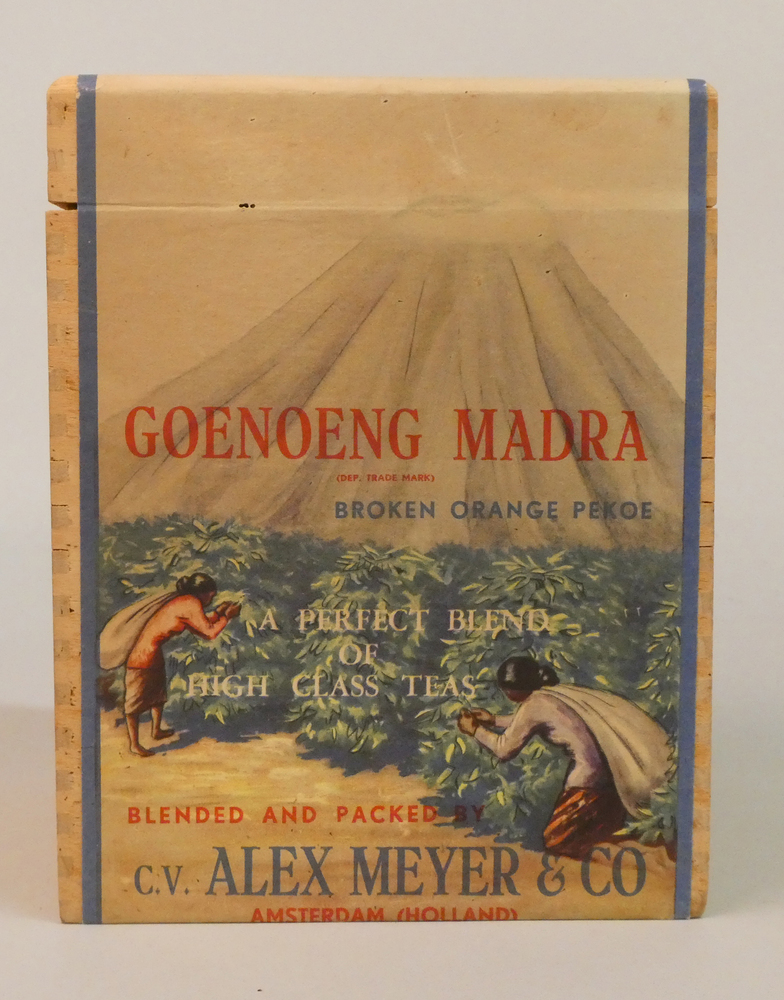 GOENOENG MADRA
(DEP. TRADE MARK)
BROKEN ORANGE PEKOE
A PERFECT BLEND
OF
HIGH CLASS TEAS
BLENDED AND PACKED BY
C.V. ALEX MEYER & CO
AMSTERDAM (HOLLAND)